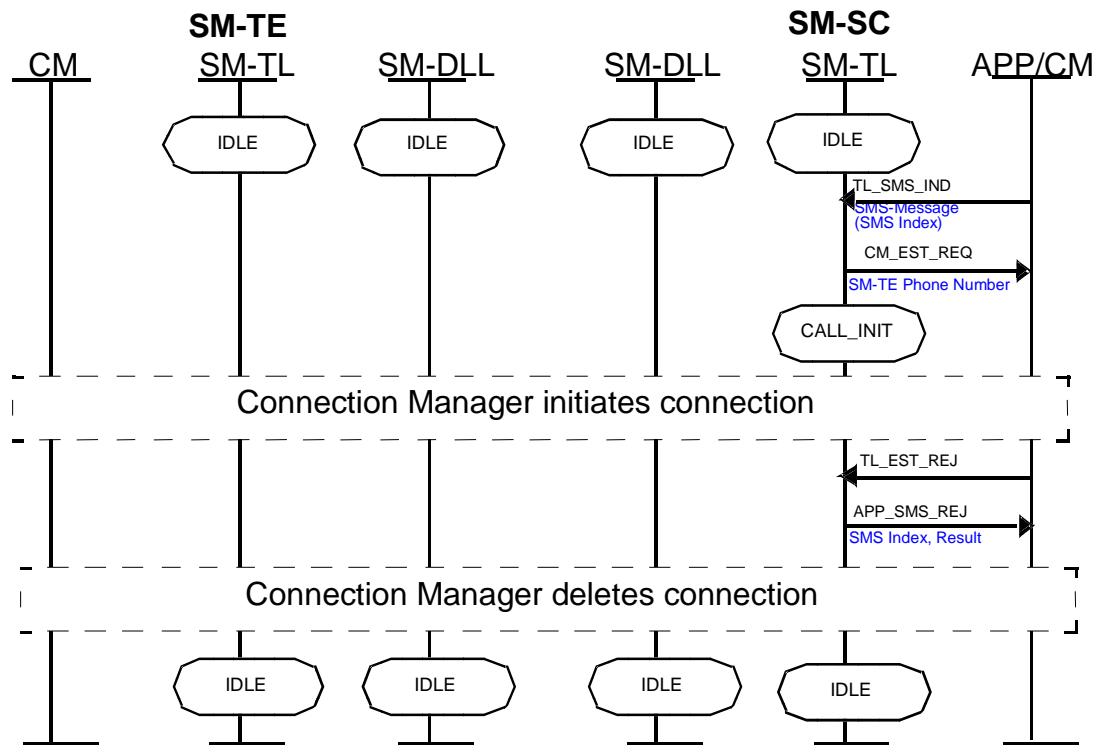 SM-TE SM-SC
CM SM-TL SM-DLL SM-DLL SM-TL APP/CM
IDLE IDLE IDLE IDLE
TL_SMS_IND
SMS-Message
(SMS Index)
CM_EST_REQ
SM-TE Phone Number
CALL_INIT
Connection Manager initiates connection
TL_EST_REJ
APP_SMS_REJ
SMS Index, Result
Connection Manager deletes connection
IDLE IDLE IDLE IDLE